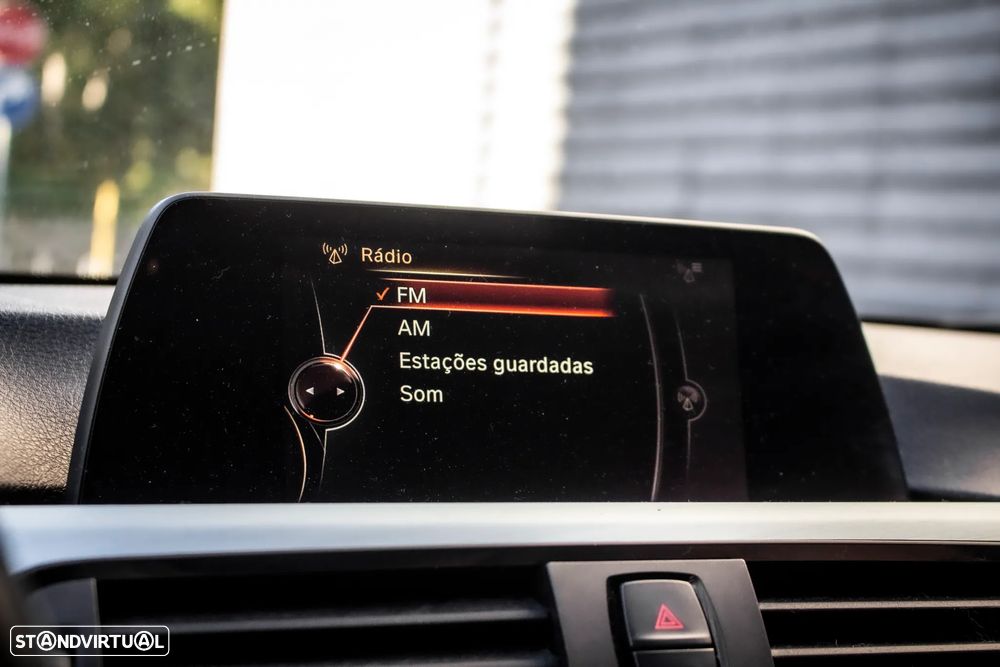 Rádio
FM
AM
Estações guardadas
Som
STANDVIRTUAL